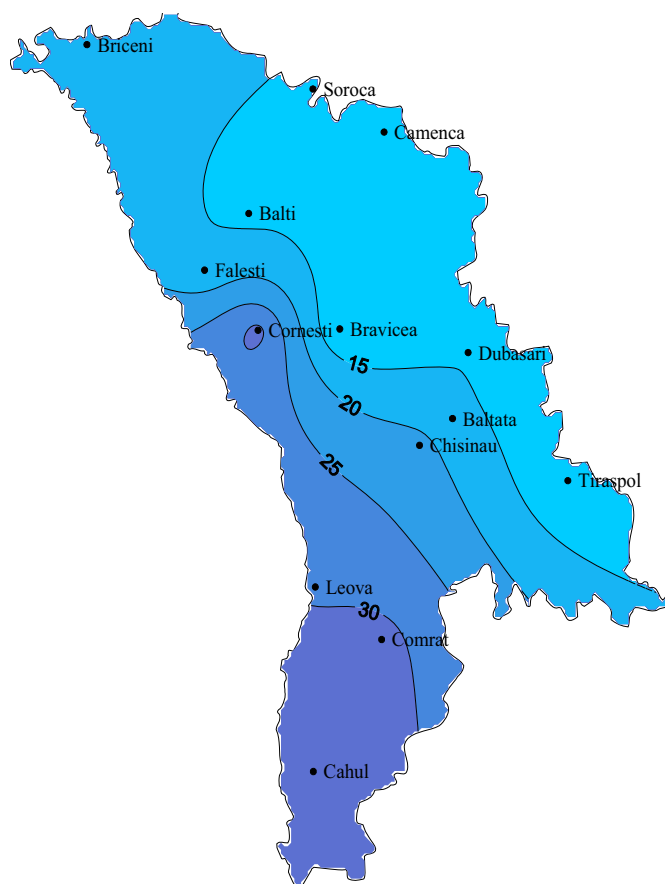 Briceni
Soroca
Camenca
Balti
Falesti
Cornesti
Bravicea
Dubasari
15
20
Baltata
Chisinau
25
Tiraspol
Leova
30
Comrat
Cahul